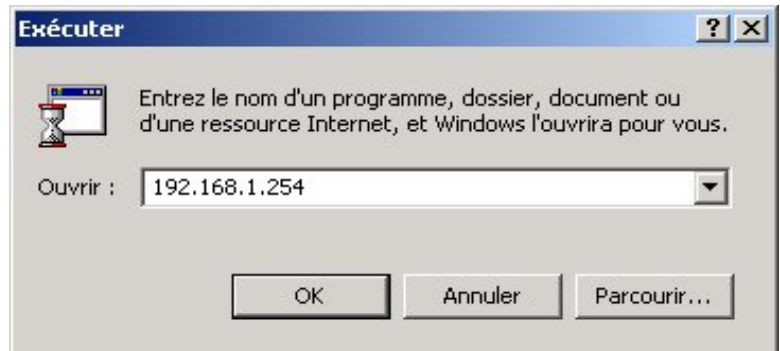 Exécuter
Entrez le nom d'un programme, dossier, document ou
d'une ressource Internet, et Windows l'ouvrira pour vous.
Ouvrir : 192.168.1.254
OK Annuler Parcourir...